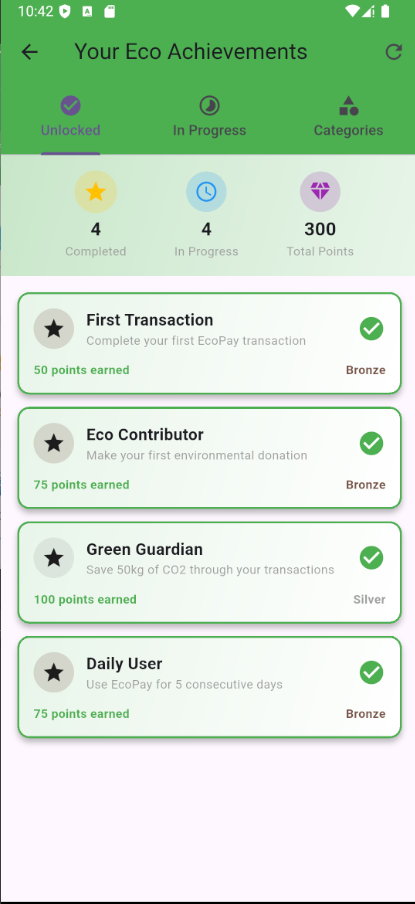 10:42
Your Eco Achievements
Unlocked
In Progress
Categories
4
4
300
Completed
In Progress
Total Points
First Transaction
Complete your first EcoPay transaction
50 points earned
Bronze
Eco Contributor
Make your first environmental donation
75 points earned
Bronze
Green Guardian
Save 50kg of CO2 through your transactions
100 points earned
Silver
Daily User
Use EcoPay for 5 consecutive days
75 points earned
Bronze